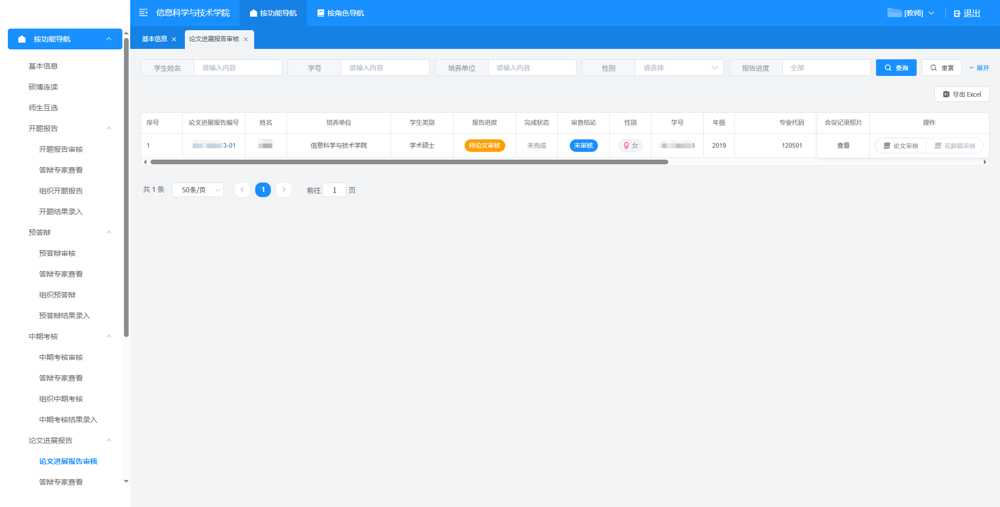 信息科学与技术学院
按功能导航
按角色导航
[教师]
退出
按功能导航
基本信息
硕博连读
师生互选
开题报告
开题报告审核
答辩专家查看
组织开题报告
开题结果录入
预答辩
预答辩审核
答辩专家查看
组织预答辩
预答辩结果录入
中期考核
中期考核审核
答辩专家查看
组织中期考核
中期考核结果录入
论文进展报告
论文进展报告审核
答辩专家查看
基本信息 ×
论文进展报告审核 ×
学生姓名 请输入内容
学号 请输入内容
培养单位 请输入内容
性别 请选择
报告进度 全部
查询
重置
展开
导出 Excel
序号 论文进展报告编号 姓名 培养单位 学生类别 报告进度 完成状态 审查结论 性别 学号 年级 专业代码 会议记录照片 操作
1 3-01 信息科学与技术学院 学术硕士 待论文审核 未完成 未审核 女 2019 120501 查看 论文审核 花脸稿审核
共 1 条 50条/页 1 前往 1 页